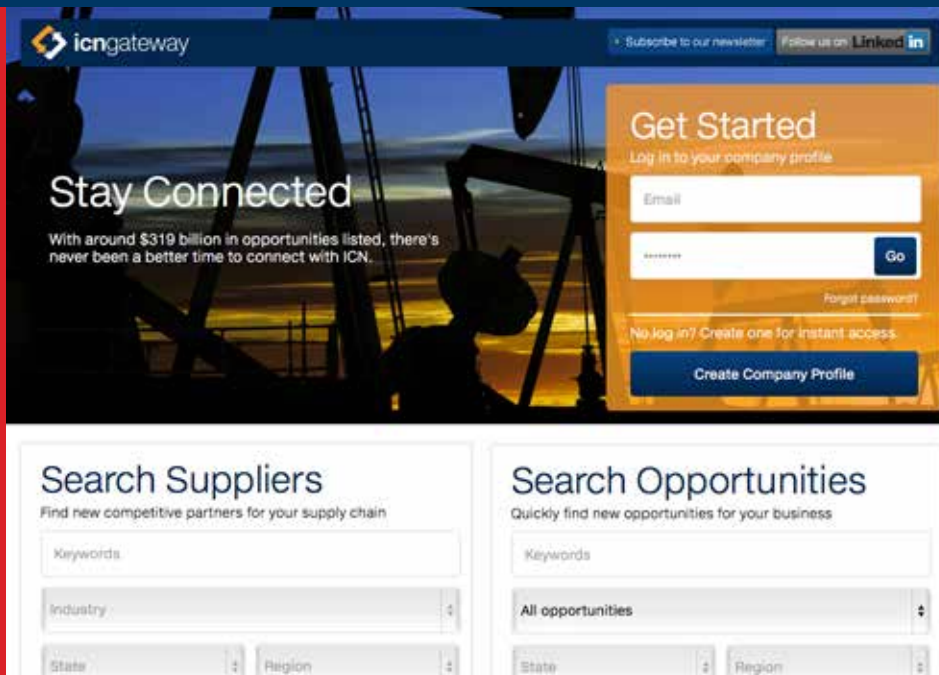 icngateway
Subscribe to our newsletter
Follow us on Linked in
Stay Connected
With around $319 billion in opportunities listed, there's
never been a better time to connect with ICN.
Get Started
Log in to your company profile
Email
Go
Forgot password?
No log in? Create one for instant access.
Create Company Profile
Search Suppliers
Find new competitive partners for your supply chain
Keywords
Industry
State
Region
Search Opportunities
Quickly find new opportunities for your business
Keywords
All opportunities
State
Region